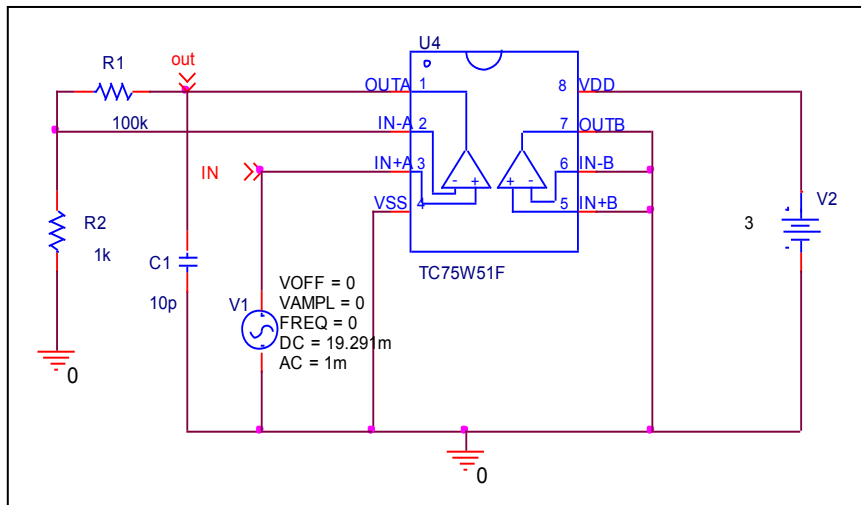 U4
R1
out
OUTA 1
8 VDD
100k
IN-A 2
7 OUTB
IN
IN+A 3
6 IN-B
VSS 4
5 IN+B
- +
+ -
R2
1k
V2
3
C1
10p
TC75W51F
V1
VOFF = 0
VAMPL = 0
FREQ = 0
DC = 19.291m
AC = 1m
0
0